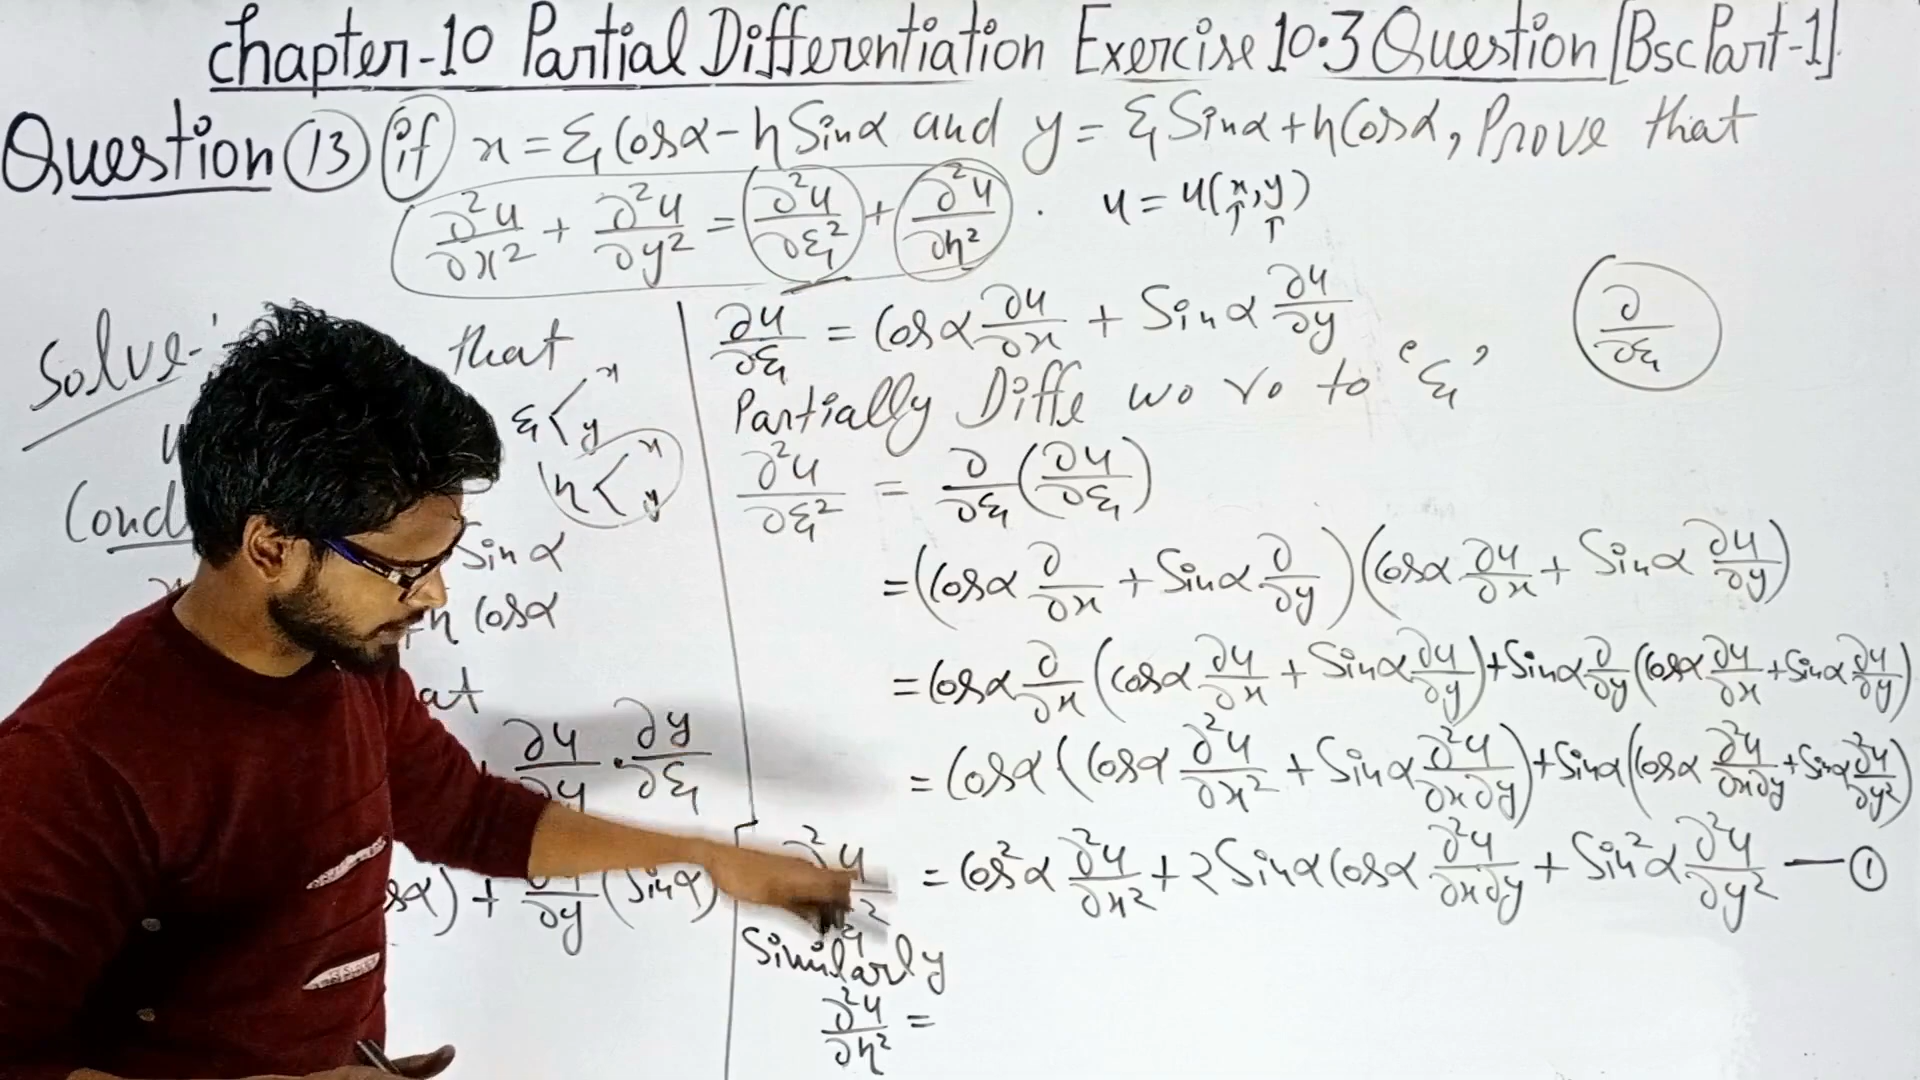 Chapter-10 Partial Differentiation Exercise 10.3 Question [Bsc Part-1]
Question 13 if x = ξ Cosα - η Sinα and y = ξ Sinα + η Cosα, Prove that
∂²u/∂x² + ∂²u/∂y² = ∂²u/∂ξ² + ∂²u/∂η² . u = u(x, y)
Solve:- that
ξ < x y
η < x y
Sin α
+η Cosα
∂u/∂y · ∂y/∂ξ
) + ∂y (Sinα)
∂u/∂ξ = Cosα ∂u/∂x + Sinα ∂u/∂y
∂/∂ξ
Partially Diffe w.r. to 'ξ'
∂²u/∂ξ² = ∂/∂ξ (∂u/∂ξ)
= (Cosα ∂/∂x + Sinα ∂/∂y) (Cosα ∂u/∂x + Sinα ∂u/∂y)
= Cosα ∂/∂x (Cosα ∂u/∂x + Sinα ∂u/∂y) + Sinα ∂/∂y (Cosα ∂u/∂x + Sinα ∂u/∂y)
= Cosα (Cosα ∂²u/∂x² + Sinα ∂²u/∂x∂y) + Sinα (Cosα ∂²u/∂x∂y + Sinα ∂²u/∂y²)
= Cos²α ∂²u/∂x² + 2 Sinα Cosα ∂²u/∂x∂y + Sin²α ∂²u/∂y² — ①
Similarly
∂²u/∂η² =